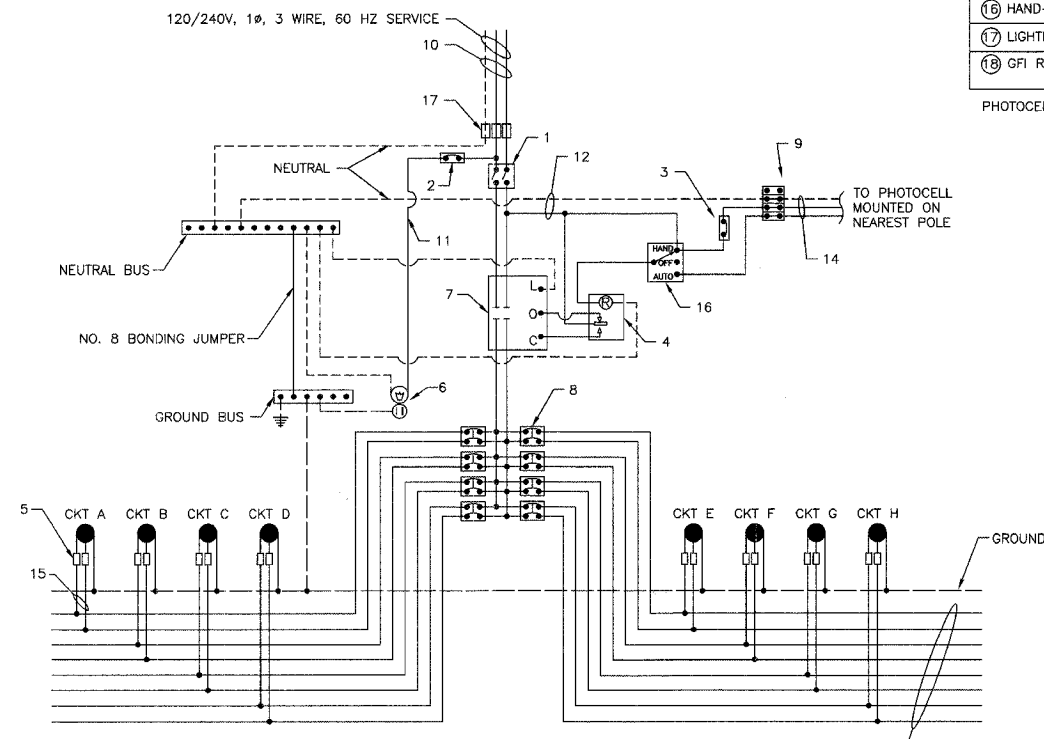 120/240V, 1ø, 3 WIRE, 60 HZ SERVICE
10
17
16 HAND-
17 LIGHTI
18 GFI R
PHOTOCEL
1
12
9
NEUTRAL
2
3
TO PHOTOCELL
MOUNTED ON
NEAREST POLE
11
HAND
OFF
AUTO
14
16
NEUTRAL BUS
7
L
O
C
R
4
NO. 8 BONDING JUMPER
6
GROUND BUS
8
5
CKT A
CKT B
CKT C
CKT D
CKT E
CKT F
CKT G
CKT H
GROUND
15